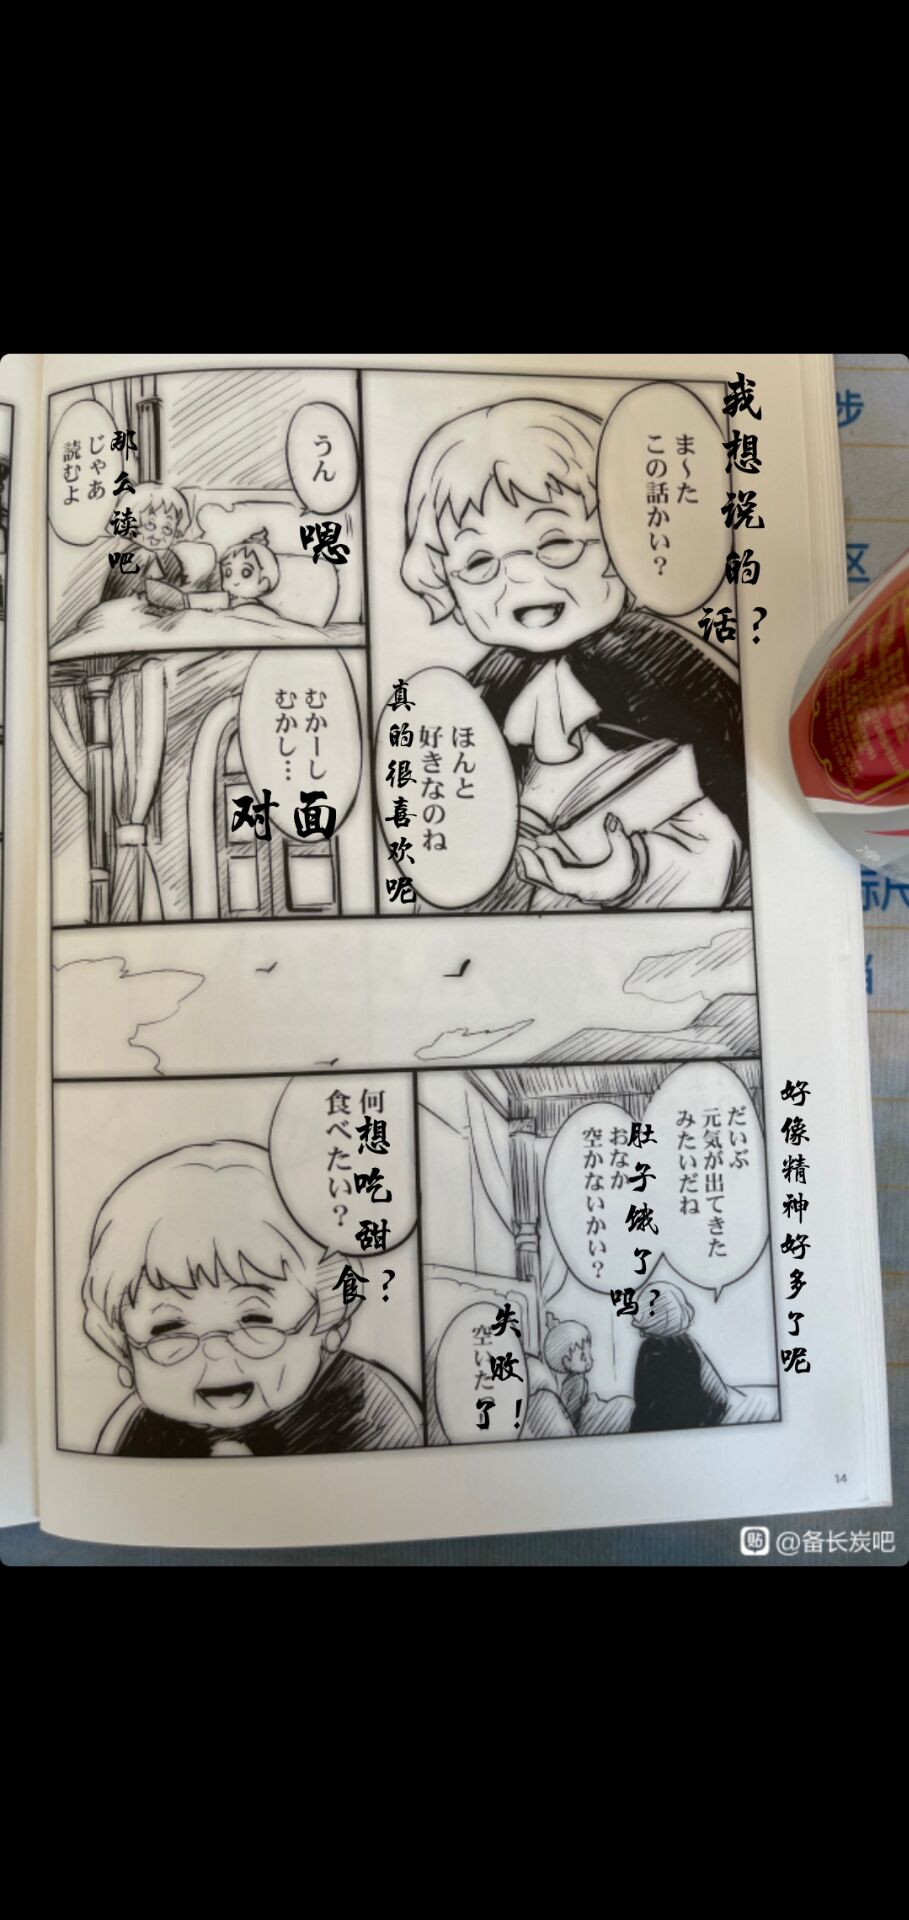 ま〜た
この話かい？
我想说的话？
ほんと
好きなのね
真的很喜欢呢
うん
嗯
じゃあ
読むよ
那么读吧
むかーし
むかし…
对面
だいぶ
元気が出てきた
みたいだね
好像精神好多了呢
おなか
空かないかい？
肚子饿了吗？
空いた
失败了！
何
食べたい？
想吃甜食？
14
贴 @备长炭吧
步
区